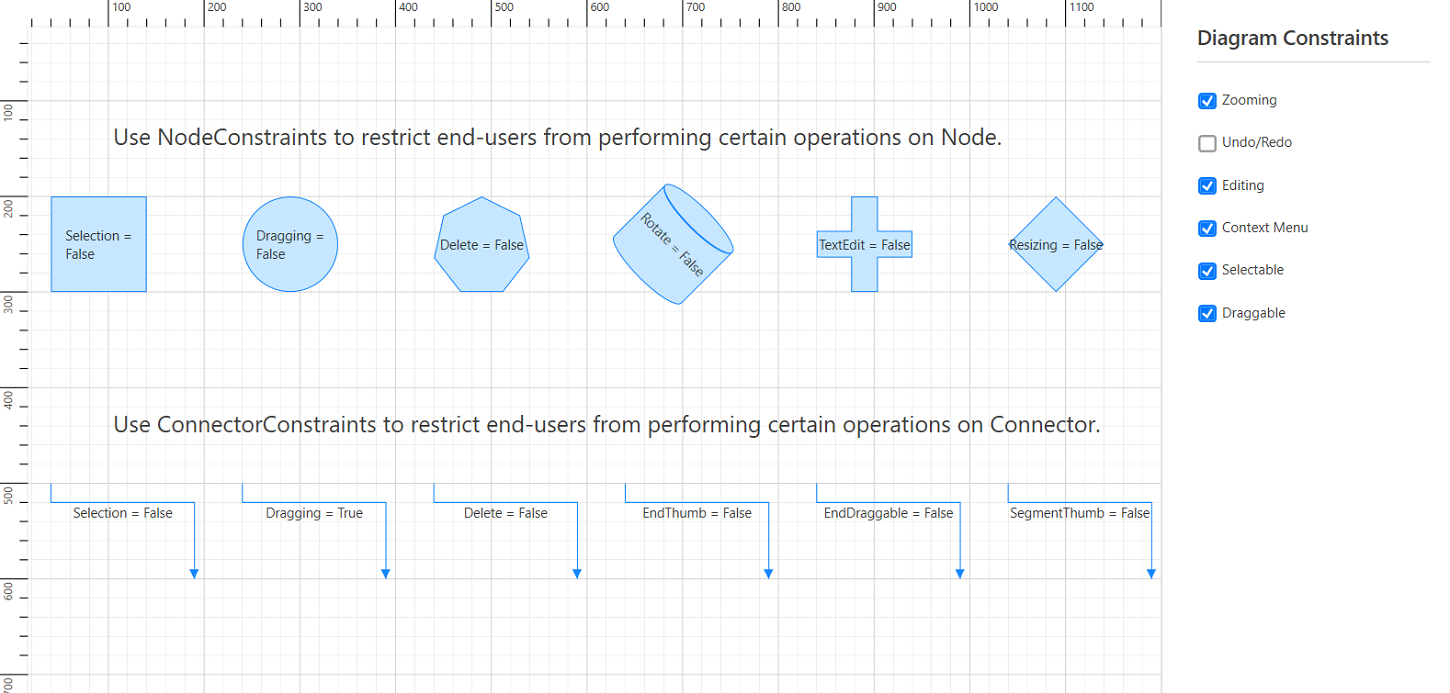 100 200 300 400 500 600 700 800 900 1000 1100
Diagram Constraints
Zooming
Undo/Redo
Editing
Context Menu
Selectable
Draggable
100
Use NodeConstraints to restrict end-users from performing certain operations on Node.
200
Selection =
False
Dragging =
False
Delete = False
Rotate = False
TextEdit = False
Resizing = False
300
400
Use ConnectorConstraints to restrict end-users from performing certain operations on Connector.
500
Selection = False
Dragging = True
Delete = False
EndThumb = False
EndDraggable = False
SegmentThumb = False
600
700